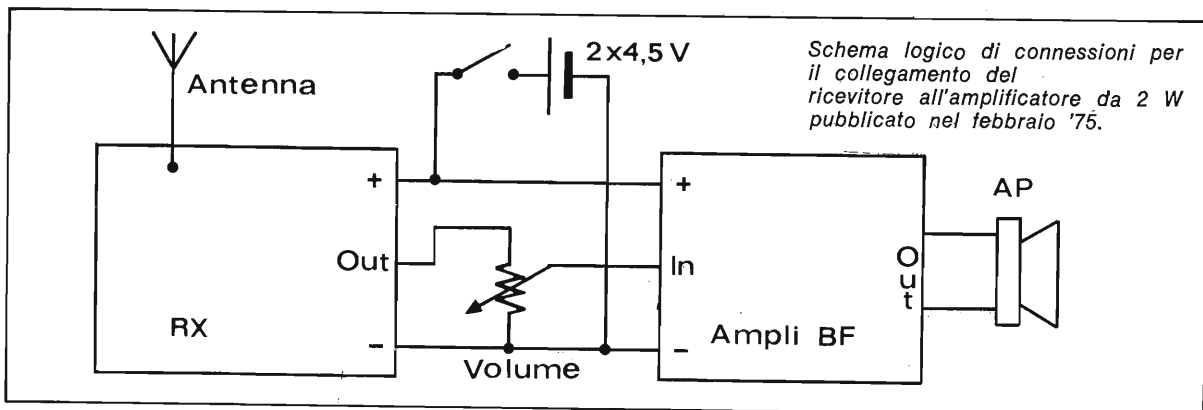 Antenna
2x4,5 V
Schema logico di connessioni per
il collegamento del
ricevitore all'amplificatore da 2 W
pubblicato nel febbraio '75.
+
+
AP
Out
In
Out
RX
-
-
Ampli BF
Volume